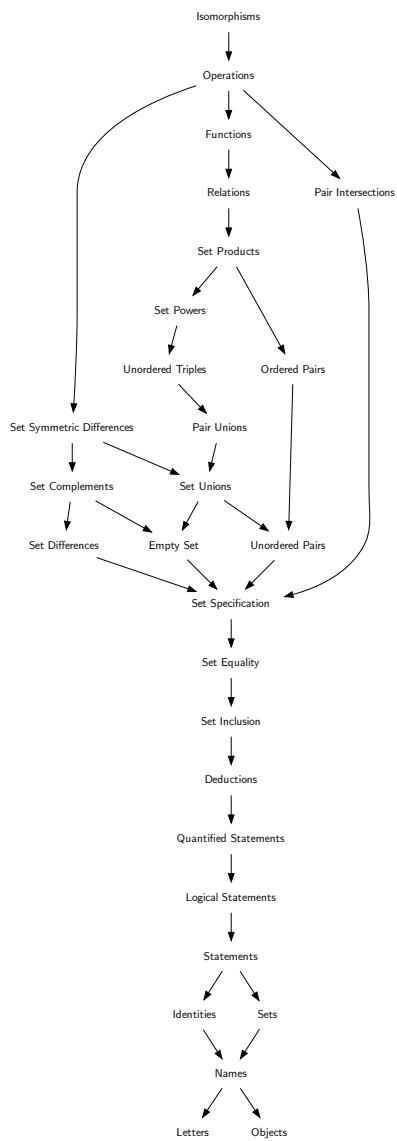 Isomorphisms
Operations
Functions
Relations
Pair Intersections
Set Products
Set Powers
Unordered Triples
Ordered Pairs
Set Symmetric Differences
Pair Unions
Set Complements
Set Unions
Set Differences
Empty Set
Unordered Pairs
Set Specification
Set Equality
Set Inclusion
Deductions
Quantified Statements
Logical Statements
Statements
Identities
Sets
Names
Letters
Objects